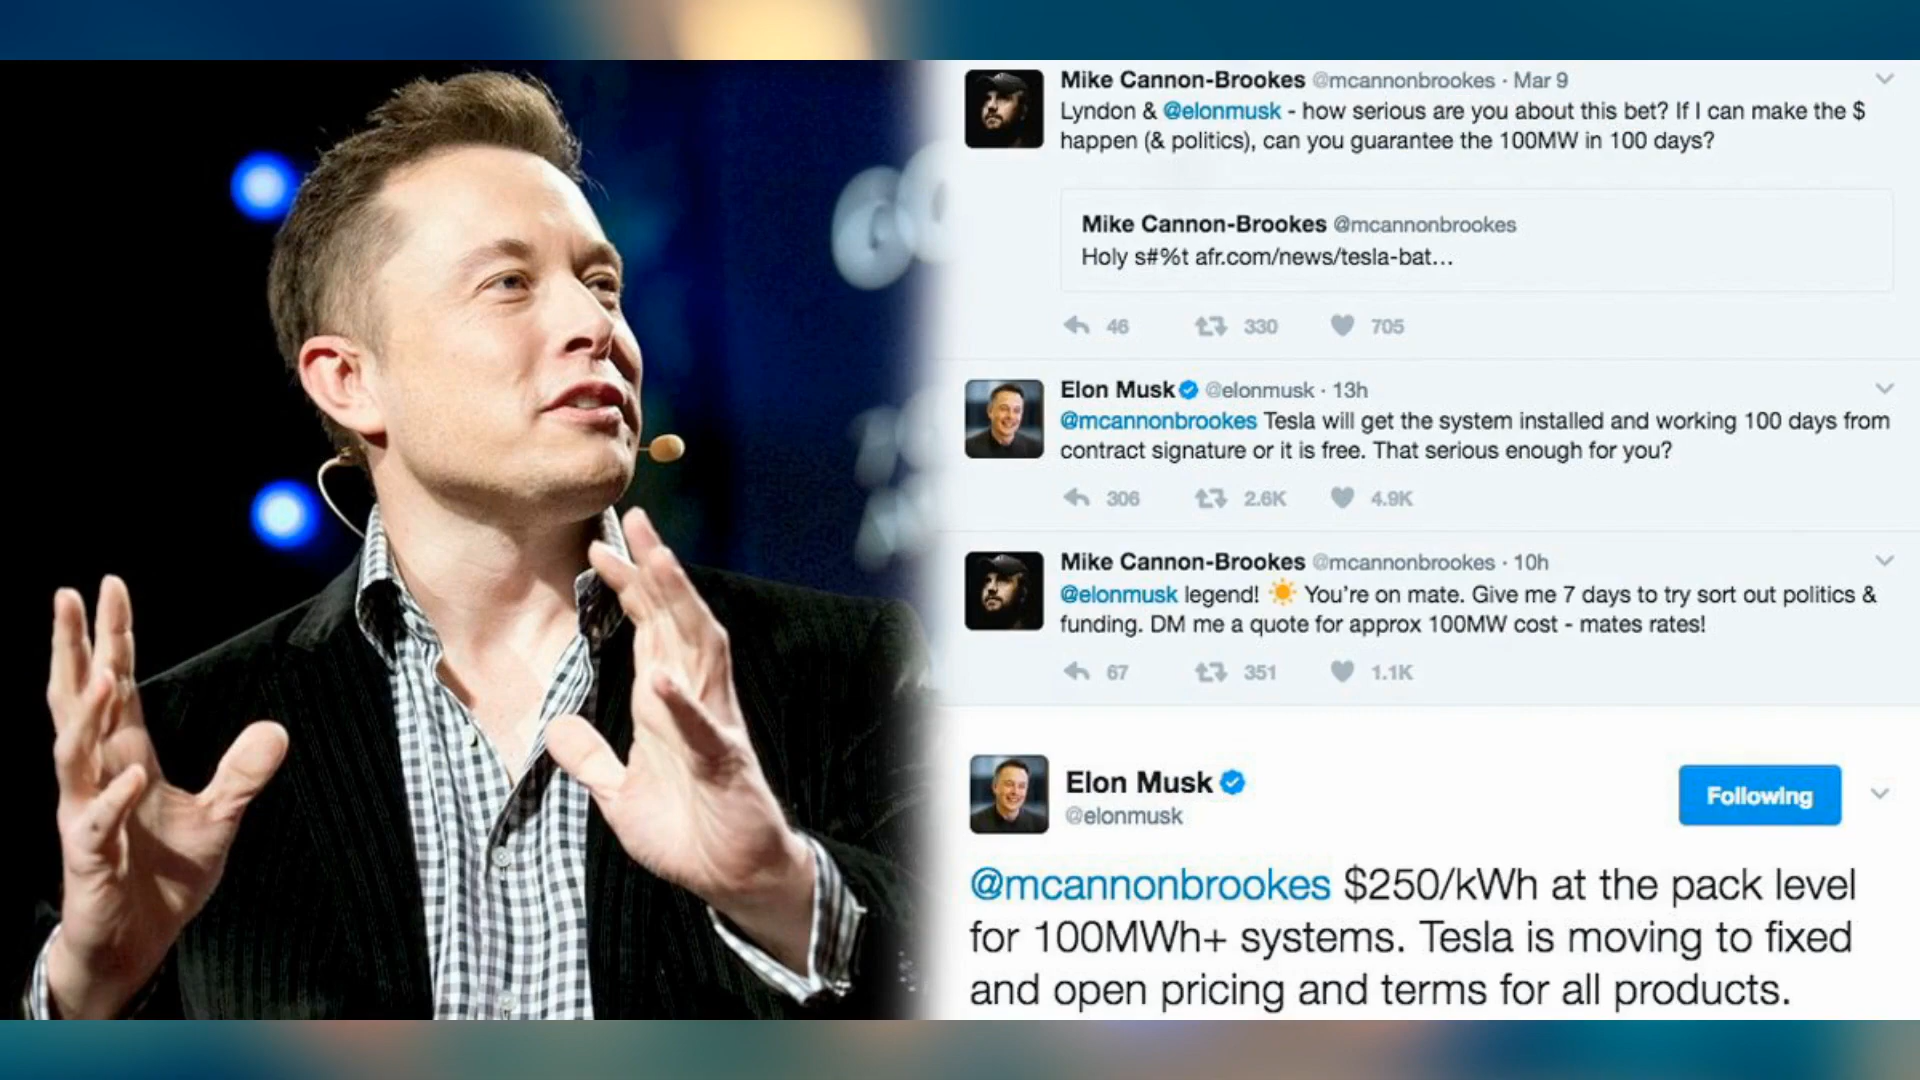 Mike Cannon-Brookes @mcannonbrookes · Mar 9
Lyndon & @elonmusk - how serious are you about this bet? If I can make the $
happen (& politics), can you guarantee the 100MW in 100 days?
Mike Cannon-Brookes @mcannonbrookes
Holy s#%t afr.com/news/tesla-bat...
46 330 705
Elon Musk @elonmusk · 13h
@mcannonbrookes Tesla will get the system installed and working 100 days from
contract signature or it is free. That serious enough for you?
306 2.6K 4.9K
Mike Cannon-Brookes @mcannonbrookes · 10h
@elonmusk legend! ☀ You're on mate. Give me 7 days to try sort out politics &
funding. DM me a quote for approx 100MW cost - mates rates!
67 351 1.1K
Elon Musk
@elonmusk
Following
@mcannonbrookes $250/kWh at the pack level
for 100MWh+ systems. Tesla is moving to fixed
and open pricing and terms for all products.